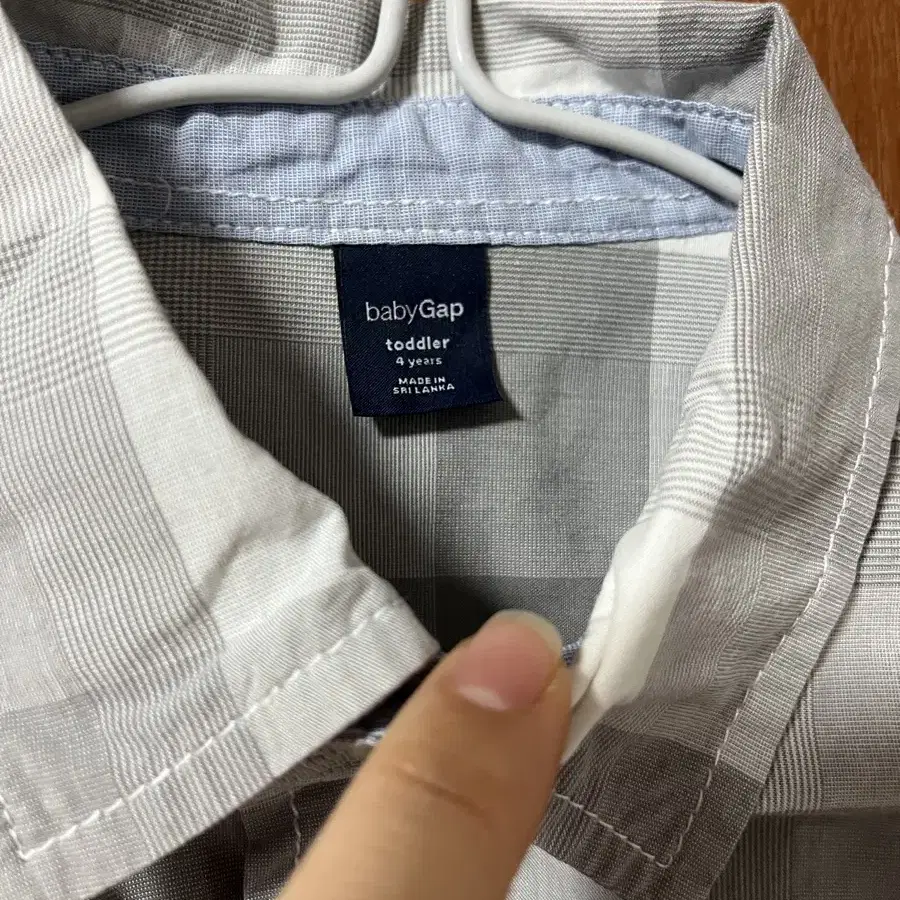 babyGap
toddler
4 years
MADE IN
SRI LANKA